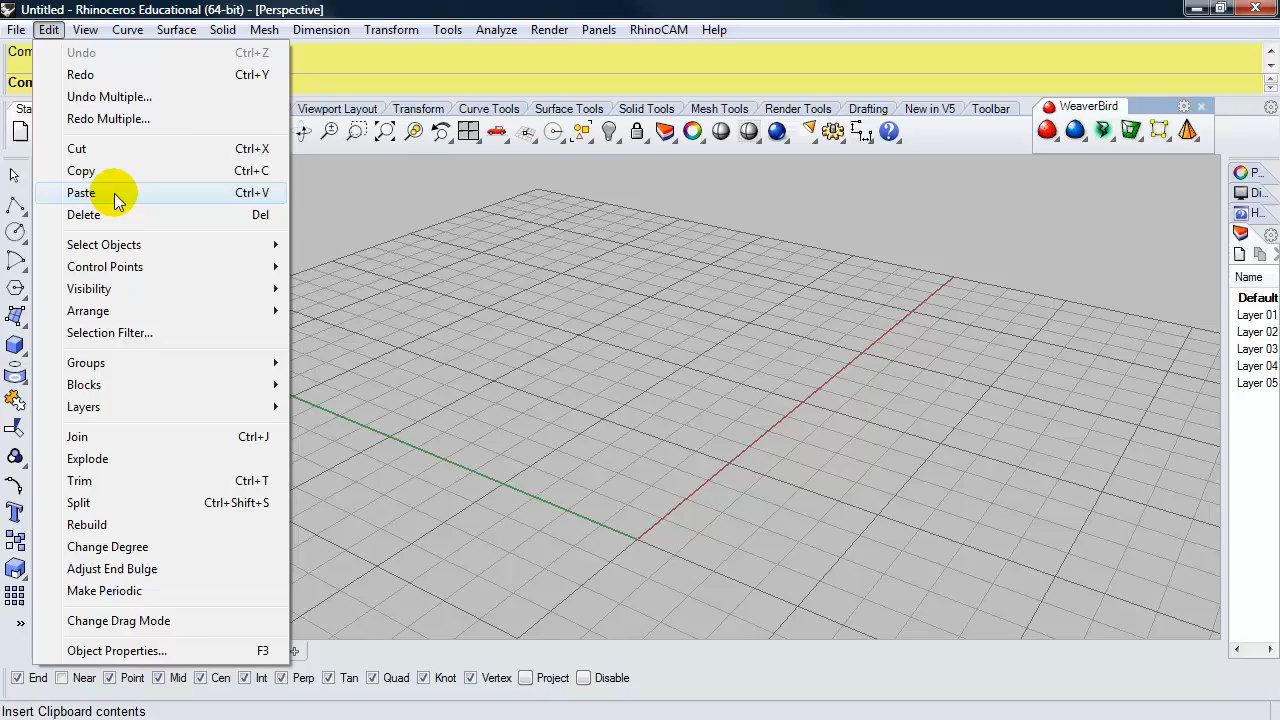 Untitled - Rhinoceros Educational (64-bit) - [Perspective]
File Edit View Curve Surface Solid Mesh Dimension Transform Tools Analyze Render Panels RhinoCAM Help
Viewport Layout Transform Curve Tools Surface Tools Solid Tools Mesh Tools Render Tools Drafting New in V5 Toolbar
WeaverBird
Undo Ctrl+Z
Redo Ctrl+Y
Undo Multiple...
Redo Multiple...
Cut Ctrl+X
Copy Ctrl+C
Paste Ctrl+V
Delete Del
Select Objects
Control Points
Visibility
Arrange
Selection Filter...
Groups
Blocks
Layers
Join Ctrl+J
Explode
Trim Ctrl+T
Split Ctrl+Shift+S
Rebuild
Change Degree
Adjust End Bulge
Make Periodic
Change Drag Mode
Object Properties... F3
P...
Di...
H...
Name
Default
Layer 01
Layer 02
Layer 03
Layer 04
Layer 05
End Near Point Mid Cen Int Perp Tan Quad Knot Vertex Project Disable
Insert Clipboard contents